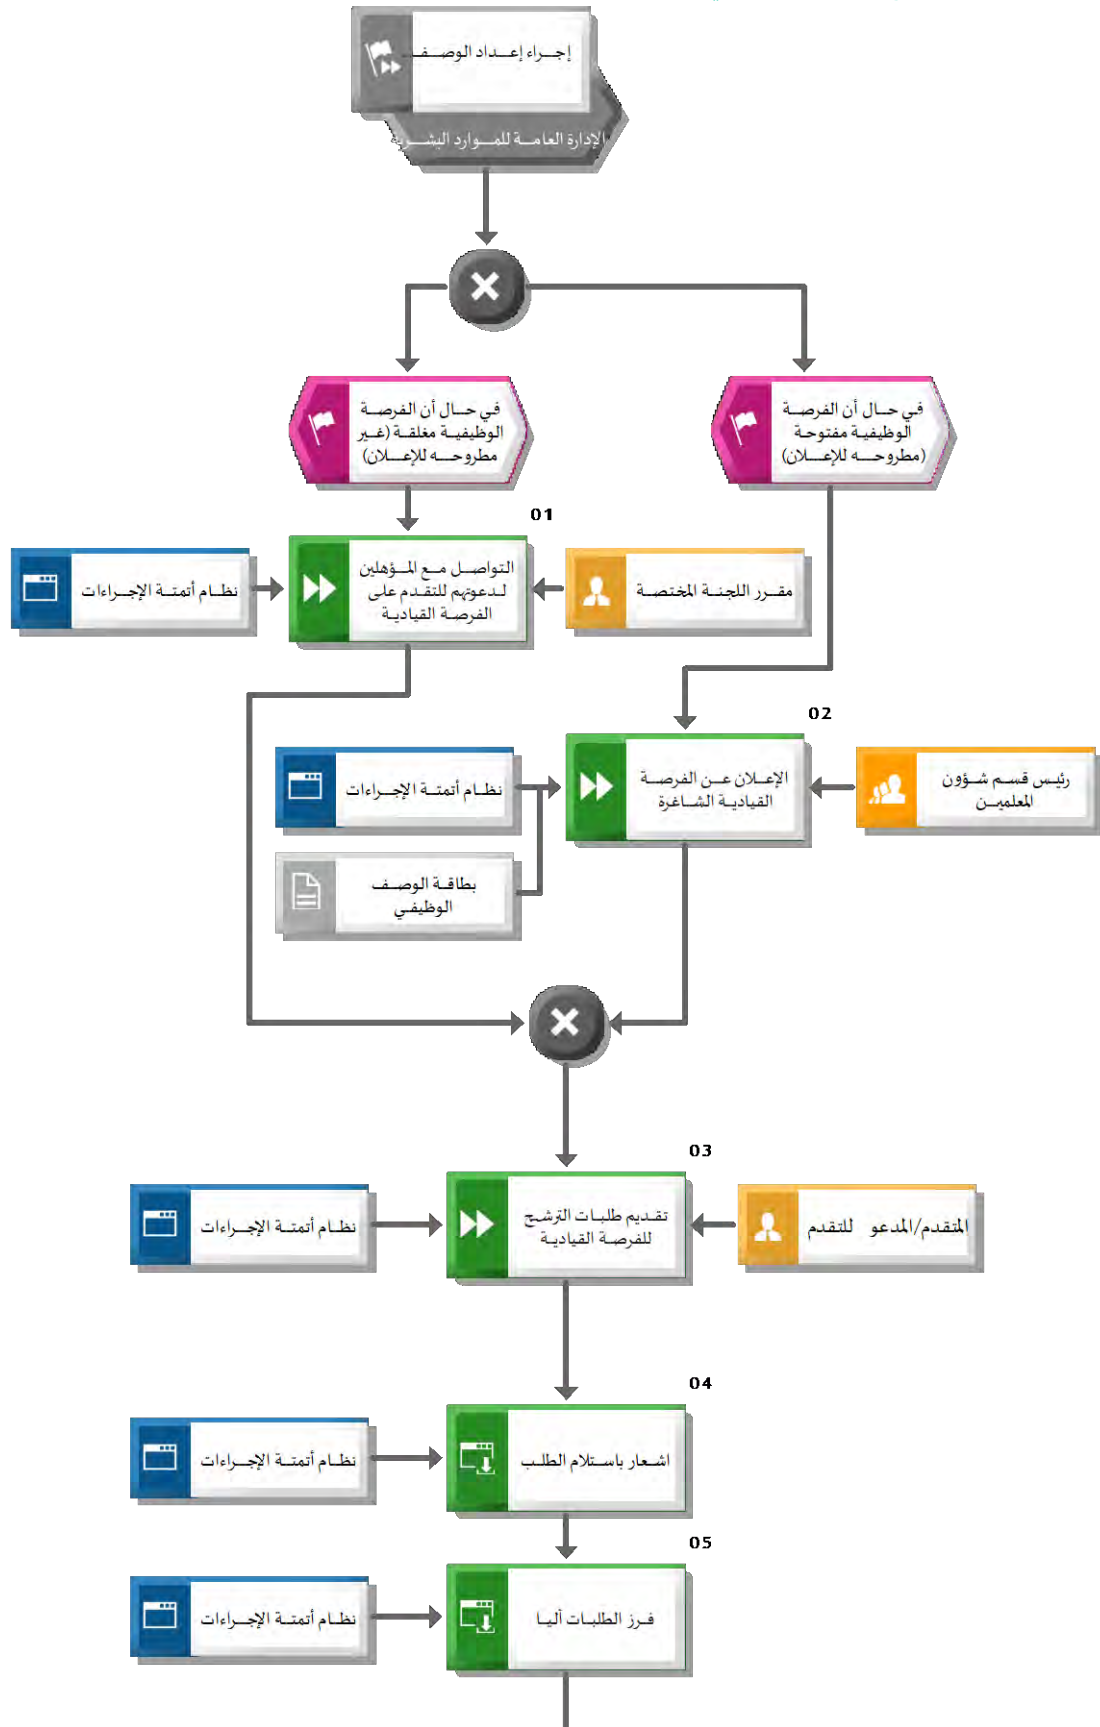 إجراء إعداد الوصف
الإدارة العامة للموارد البشرية
في حال أن الفرصة
الوظيفية مفتوحة
(مطروحه للإعلان)
في حال أن الفرصة
الوظيفية مغلقة (غير
مطروحه للإعلان)
01
مقرر اللجنة المختصة
التواصل مع المؤهلين
لدعوتهم للتقدم على
الفرصة القيادية
نظام أتمتة الإجراءات
02
رئيس قسم شؤون
المعلمين
الإعلان عن الفرصة
القيادية الشاغرة
نظام أتمتة الإجراءات
بطاقة الوصف
الوظيفي
03
المتقدم/المدعو للتقدم
تقديم طلبات الترشح
للفرصة القيادية
نظام أتمتة الإجراءات
04
اشعار باستلام الطلب
نظام أتمتة الإجراءات
05
فرز الطلبات أليا
نظام أتمتة الإجراءات